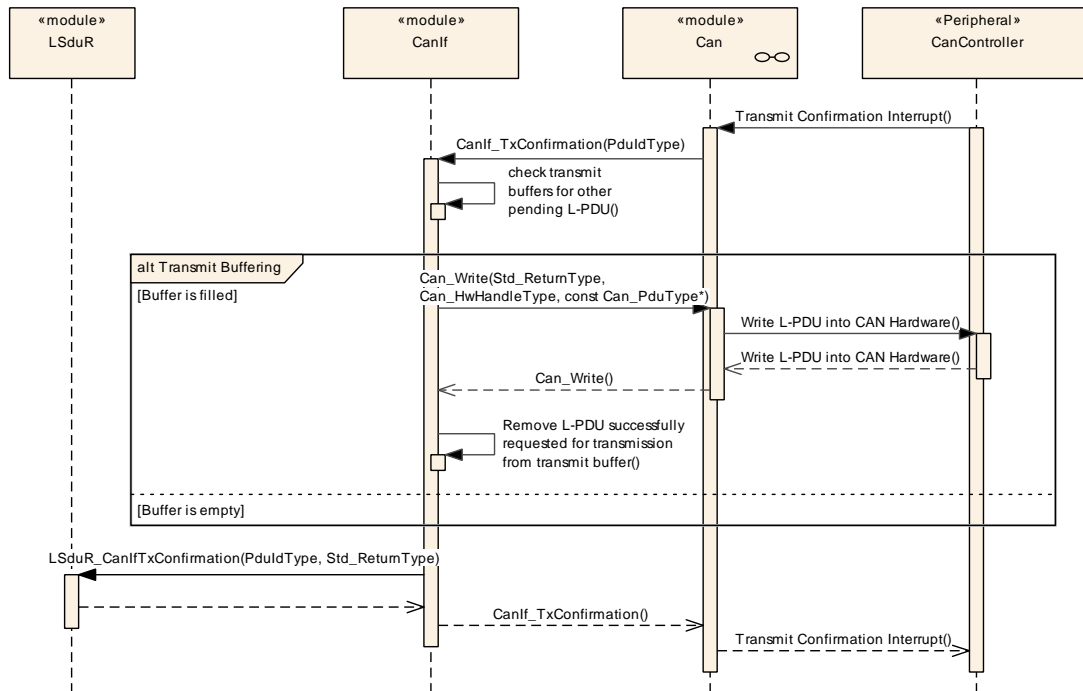 «module»
LSduR
«module»
CanIf
«module»
Can
«Peripheral»
CanController
Transmit Confirmation Interrupt()
CanIf_TxConfirmation(PduIdType)
check transmit
buffers for other
pending L-PDU()
alt Transmit Buffering
[Buffer is filled]
Can_Write(Std_ReturnType,
Can_HwHandleType, const Can_PduType*)
Write L-PDU into CAN Hardware()
Write L-PDU into CAN Hardware()
Can_Write()
Remove L-PDU successfully
requested for transmission
from transmit buffer()
[Buffer is empty]
LSduR_CanIfTxConfirmation(PduIdType, Std_ReturnType)
CanIf_TxConfirmation()
Transmit Confirmation Interrupt()